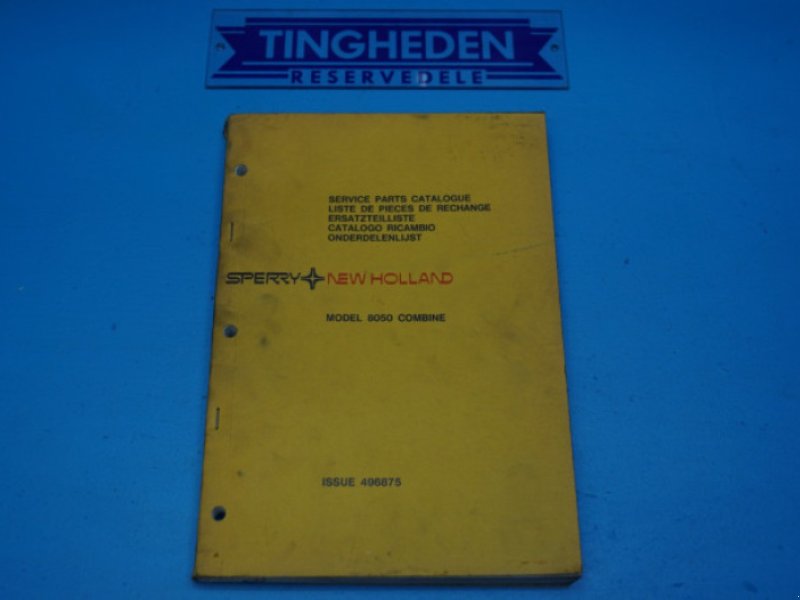 TINGHEDEN
RESERVEDELE
SERVICE PARTS CATALOGUE
LISTE DE PIECES DE RECHANGE
ERSATZTEILLISTE
CATALOGO RICAMBIO
ONDERDELENLIJST
SPERRY NEW HOLLAND
MODEL 8050 COMBINE
ISSUE 496875